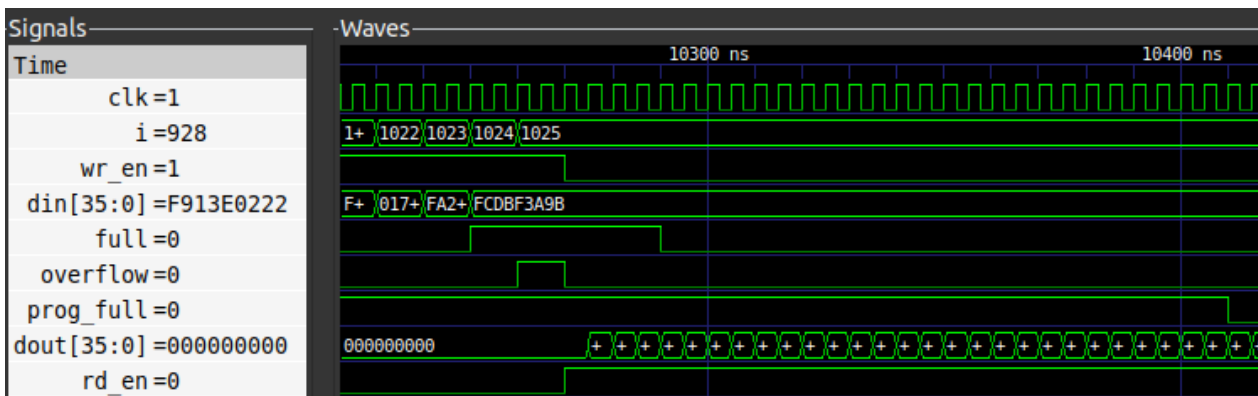 Signals
Waves
Time
10300 ns
10400 ns
clk=1
i=928
1+ 1022 1023 1024 1025
wr_en=1
din[35:0]=F913E0222
F+ 017+ FA2+ FCDBF3A9B
full=0
overflow=0
prog_full=0
dout[35:0]=000000000
000000000 + + + + + + + + + + + + + + + + + + + + + + + + + + + +
rd_en=0